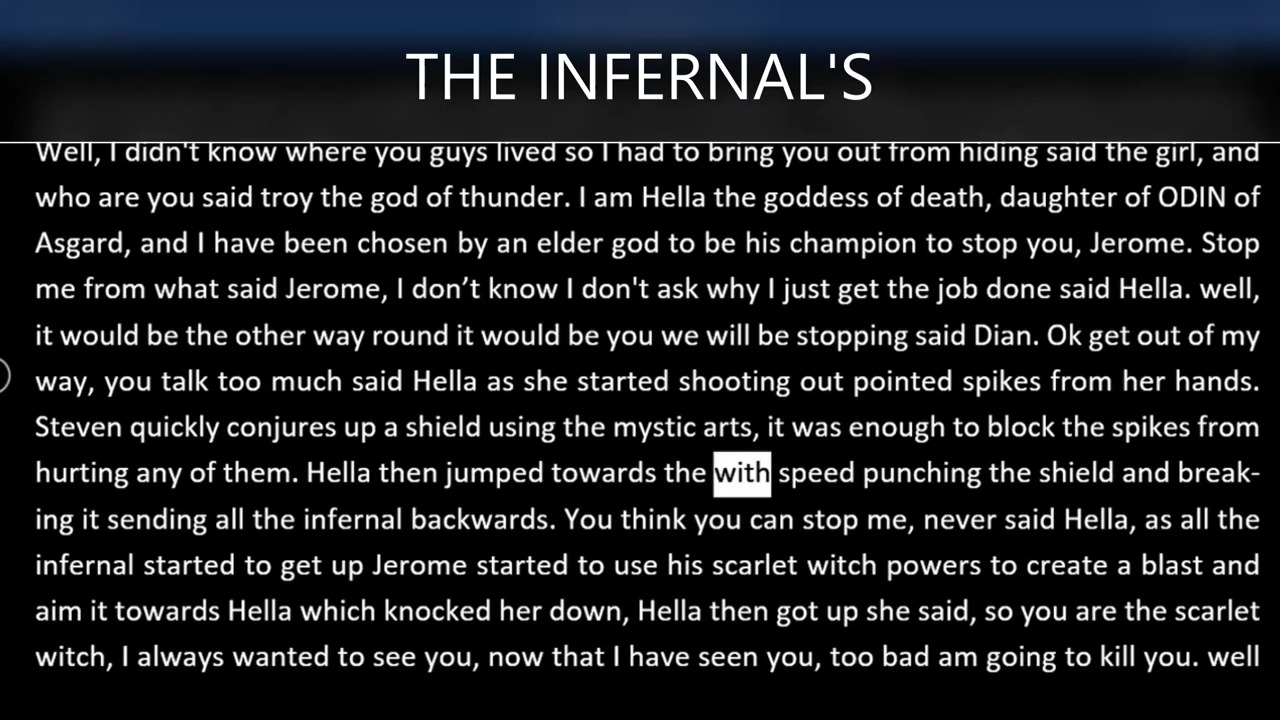 THE INFERNAL'S
Well, I didn't know where you guys lived so I had to bring you out from hiding said the girl, and
who are you said troy the god of thunder. I am Hella the goddess of death, daughter of ODIN of
Asgard, and I have been chosen by an elder god to be his champion to stop you, Jerome. Stop
me from what said Jerome, I don’t know I don't ask why I just get the job done said Hella. well,
it would be the other way round it would be you we will be stopping said Dian. Ok get out of my
way, you talk too much said Hella as she started shooting out pointed spikes from her hands.
Steven quickly conjures up a shield using the mystic arts, it was enough to block the spikes from
hurting any of them. Hella then jumped towards the with speed punching the shield and break-
ing it sending all the infernal backwards. You think you can stop me, never said Hella, as all the
infernal started to get up Jerome started to use his scarlet witch powers to create a blast and
aim it towards Hella which knocked her down, Hella then got up she said, so you are the scarlet
witch, I always wanted to see you, now that I have seen you, too bad am going to kill you. well